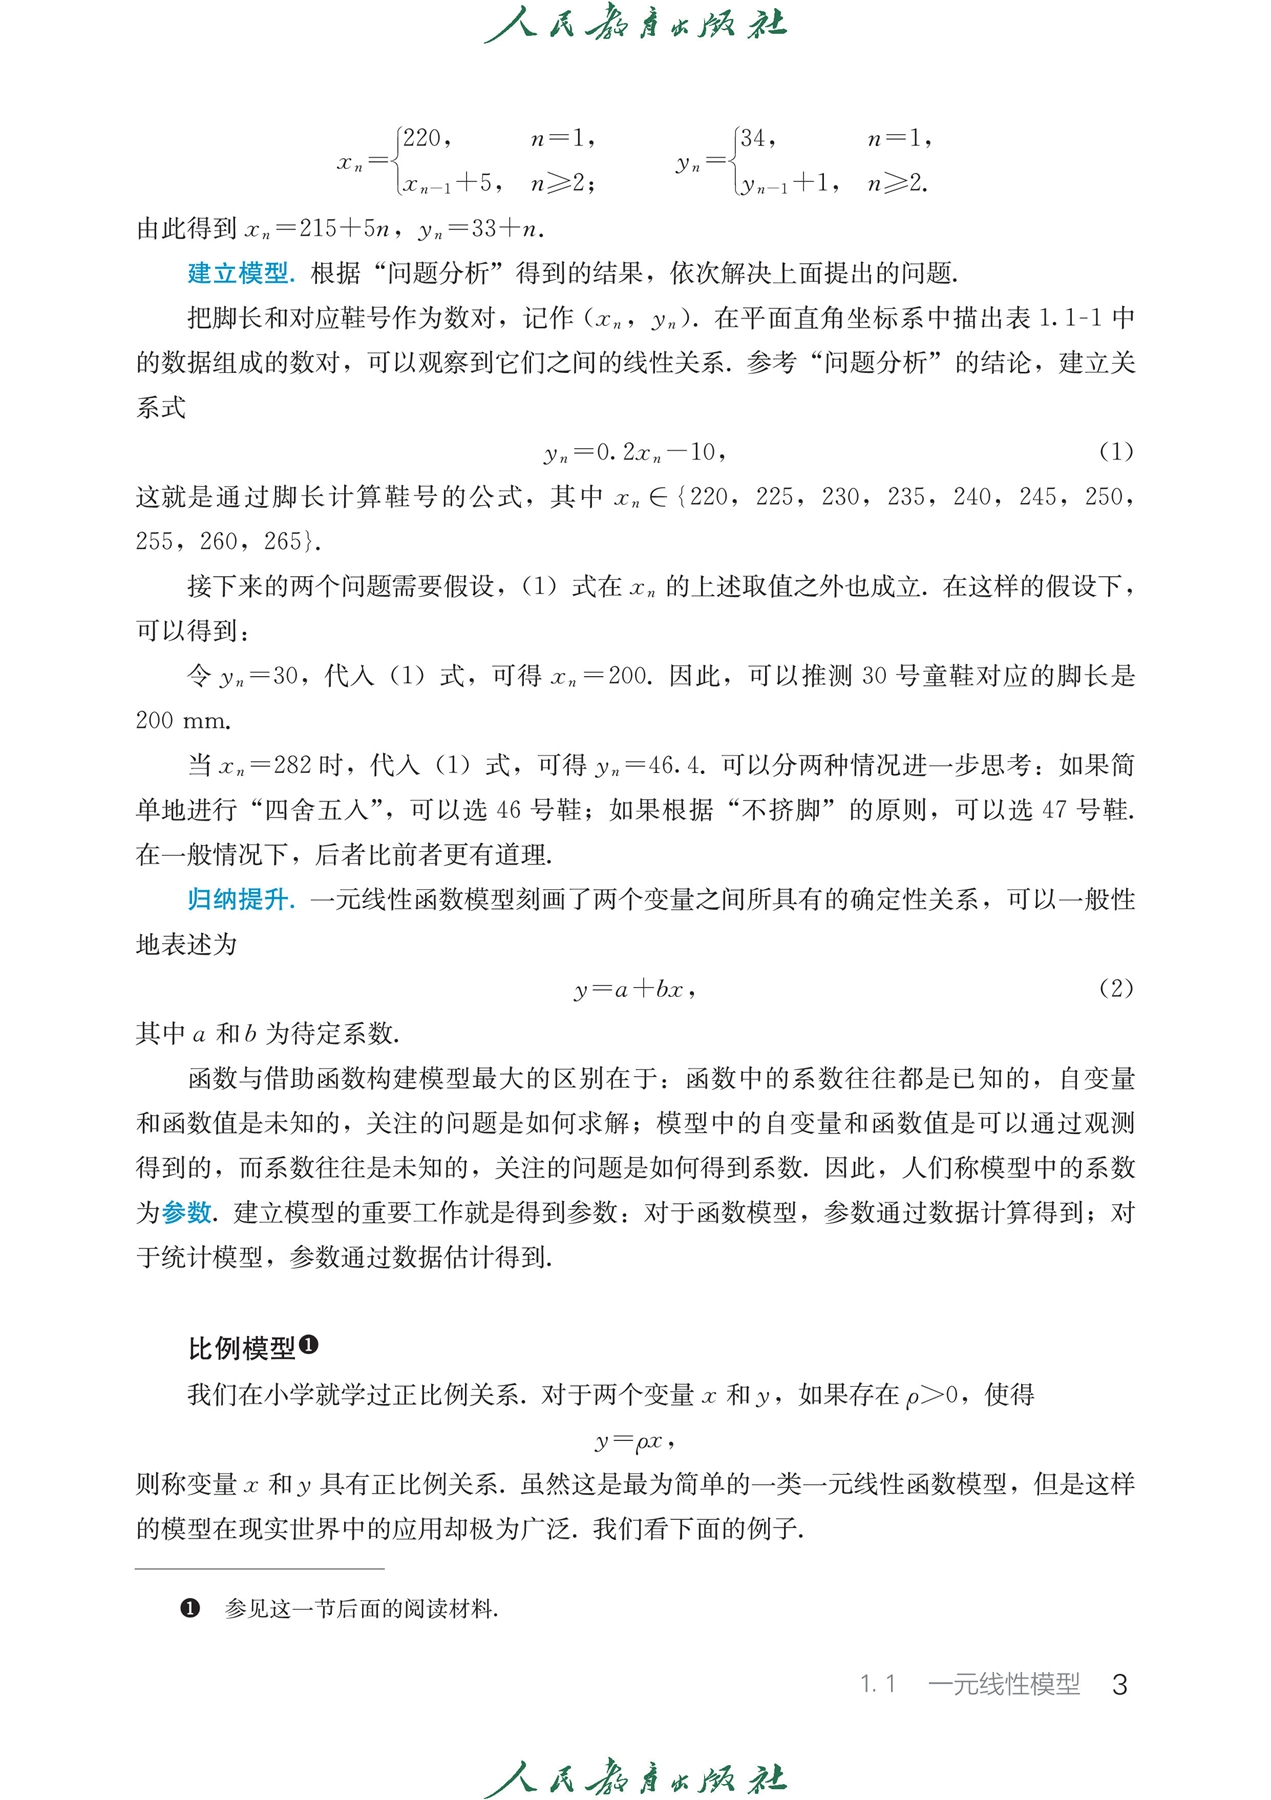 人民教育出版社
xₙ={220, n=1, xₙ₋₁+5, n≥2; yₙ={34, n=1, yₙ₋₁+1, n≥2.
由此得到 xₙ=215+5n，yₙ=33+n.
建立模型. 根据“问题分析”得到的结果，依次解决上面提出的问题.
把脚长和对应鞋号作为数对，记作（xₙ，yₙ）. 在平面直角坐标系中描出表 1.1-1 中
的数据组成的数对，可以观察到它们之间的线性关系. 参考“问题分析”的结论，建立关
系式
yₙ=0.2xₙ−10， （1）
这就是通过脚长计算鞋号的公式，其中 xₙ∈{220，225，230，235，240，245，250，
255，260，265}.
接下来的两个问题需要假设，（1）式在 xₙ 的上述取值之外也成立. 在这样的假设下，
可以得到：
令 yₙ=30，代入（1）式，可得 xₙ=200. 因此，可以推测 30 号童鞋对应的脚长是
200 mm.
当 xₙ=282 时，代入（1）式，可得 yₙ=46.4. 可以分两种情况进一步思考：如果简
单地进行“四舍五入”，可以选 46 号鞋；如果根据“不挤脚”的原则，可以选 47 号鞋.
在一般情况下，后者比前者更有道理.
归纳提升. 一元线性函数模型刻画了两个变量之间所具有的确定性关系，可以一般性
地表述为
y=a+bx， （2）
其中 a 和 b 为待定系数.
函数与借助函数构建模型最大的区别在于：函数中的系数往往都是已知的，自变量
和函数值是未知的，关注的问题是如何求解；模型中的自变量和函数值是可以通过观测
得到的，而系数往往是未知的，关注的问题是如何得到系数. 因此，人们称模型中的系数
为参数. 建立模型的重要工作就是得到参数：对于函数模型，参数通过数据计算得到；对
于统计模型，参数通过数据估计得到.
比例模型❶
我们在小学就学过正比例关系. 对于两个变量 x 和 y，如果存在 ρ>0，使得
y=ρx，
则称变量 x 和 y 具有正比例关系. 虽然这是最为简单的一类一元线性函数模型，但是这样
的模型在现实世界中的应用却极为广泛. 我们看下面的例子.
❶ 参见这一节后面的阅读材料.
1.1 一元线性模型 3
人民教育出版社